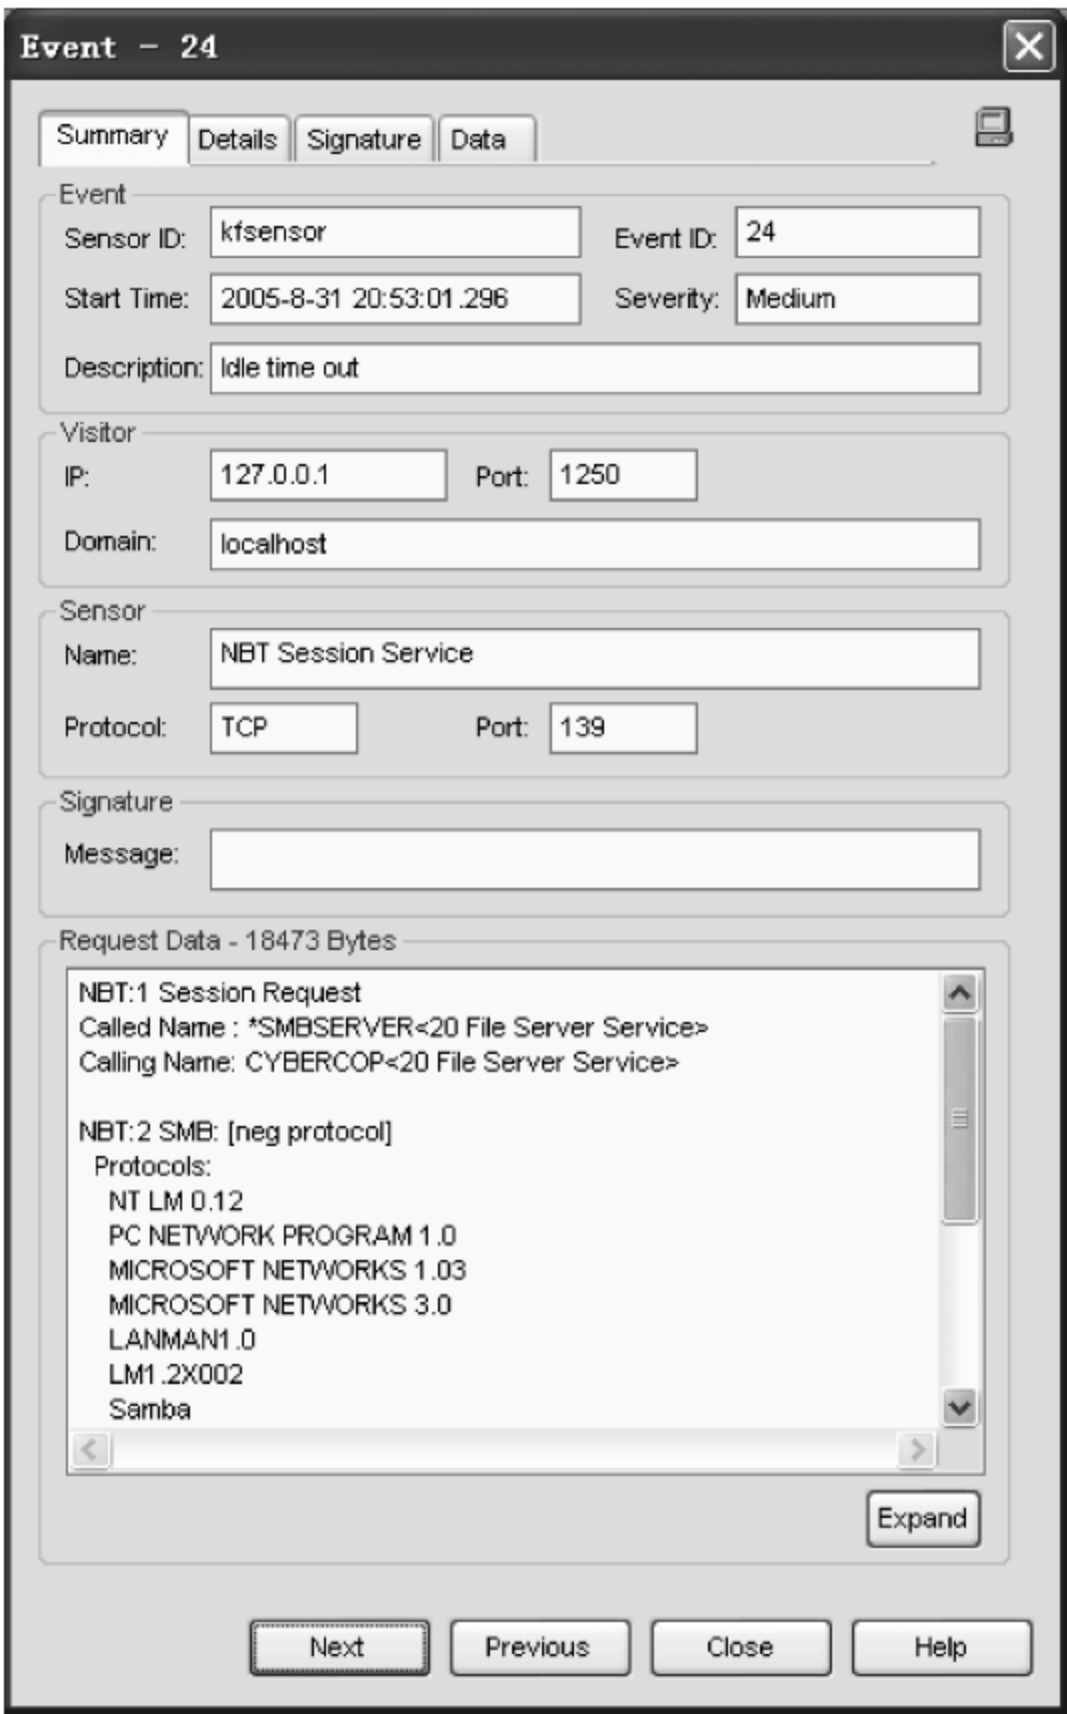 Event - 24
Summary Details Signature Data
Event
Sensor ID: kfsensor Event ID: 24
Start Time: 2005-8-31 20:53:01.296 Severity: Medium
Description: Idle time out
Visitor
IP: 127.0.0.1 Port: 1250
Domain: localhost
Sensor
Name: NBT Session Service
Protocol: TCP Port: 139
Signature
Message:
Request Data - 18473 Bytes
NBT:1 Session Request
Called Name : *SMBSERVER<20 File Server Service>
Calling Name: CYBERCOP<20 File Server Service>
NBT:2 SMB: [neg protocol]
Protocols:
NT LM 0.12
PC NETWORK PROGRAM 1.0
MICROSOFT NETWORKS 1.03
MICROSOFT NETWORKS 3.0
LANMAN1.0
LM1.2X002
Samba
Expand
Next Previous Close Help